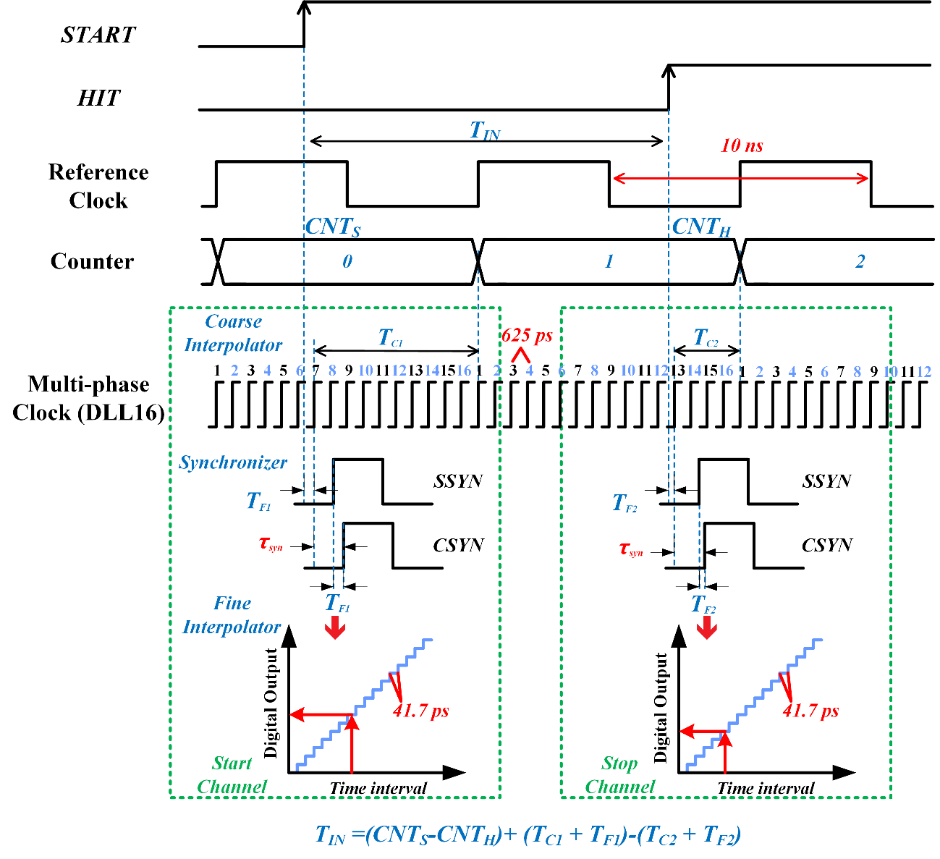 START
HIT
T_IN
10 ns
Reference
Clock
CNT_S
CNT_H
Counter
0
1
2
Coarse
Interpolator
T_C1
625 ps
T_C2
1 2 3 4 5 6 7 8 9 10 11 12 13 14 15 16 1 2 3 4 5 6 7 8 9 10 11 12 13 14 15 16 1 2 3 4 5 6 7 8 9 10 11 12
Multi-phase
Clock (DLL16)
Synchronizer
SSYN
SSYN
T_F1
T_F2
τ_syn
CSYN
τ_syn
CSYN
T_F1
T_F2
Fine
Interpolator
Digital Output
41.7 ps
Digital Output
41.7 ps
Start
Channel
Time interval
Stop
Channel
Time interval
T_IN =(CNT_S-CNT_H)+ (T_C1 + T_F1)-(T_C2 + T_F2)